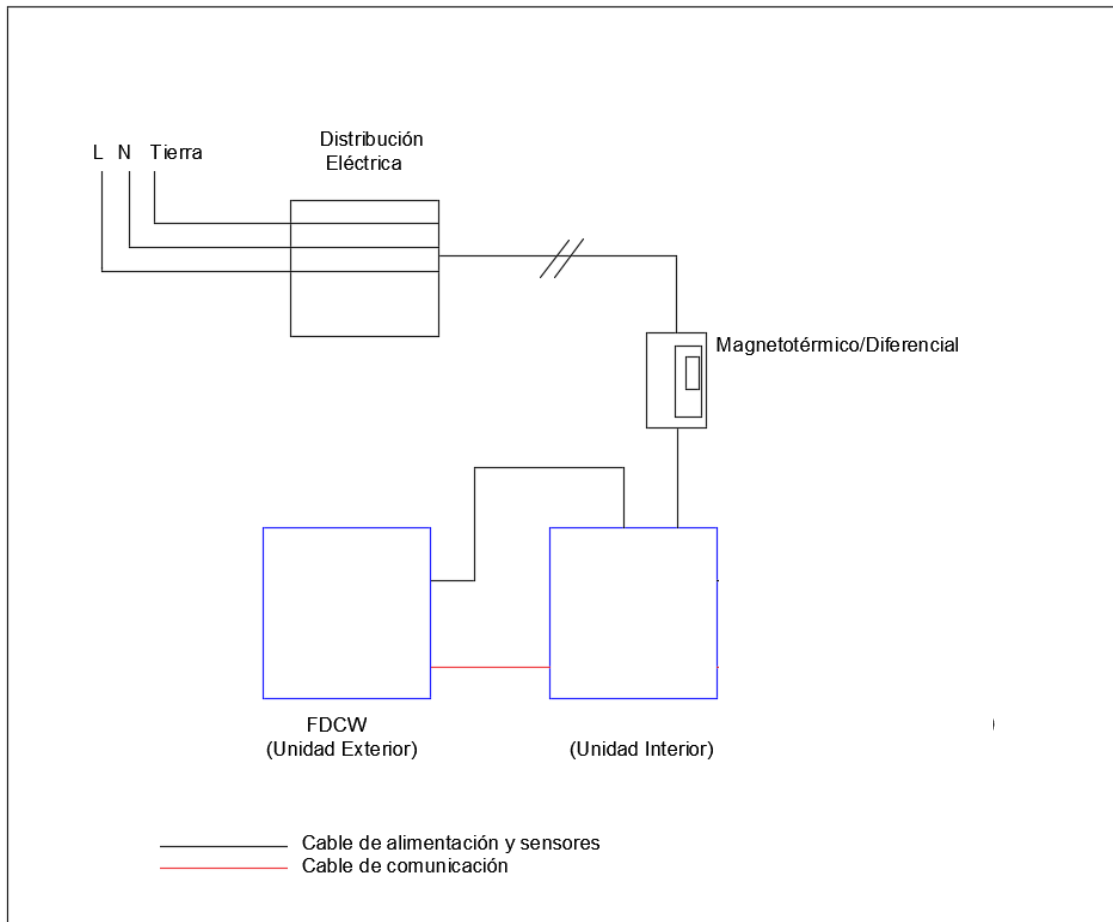 Distribución
Eléctrica
L N Tierra
Magnetotérmico/Diferencial
FDCW
(Unidad Exterior)
(Unidad Interior)
)
Cable de alimentación y sensores
Cable de comunicación